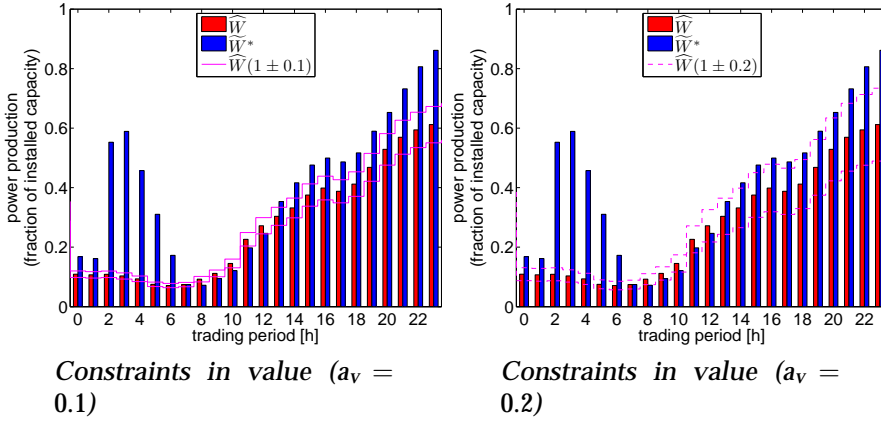 power production
(fraction of installed capacity)
1
0.8
0.6
0.4
0.2
0
Ŵ
W̃*
Ŵ(1 ± 0.1)
0 2 4 6 8 10 12 14 16 18 20 22
trading period [h]
Constraints in value (aᵥ =
0.1)
power production
(fraction of installed capacity)
1
0.8
0.6
0.4
0.2
0
Ŵ
W̃*
Ŵ(1 ± 0.2)
0 2 4 6 8 10 12 14 16 18 20 22
trading period [h]
Constraints in value (aᵥ =
0.2)